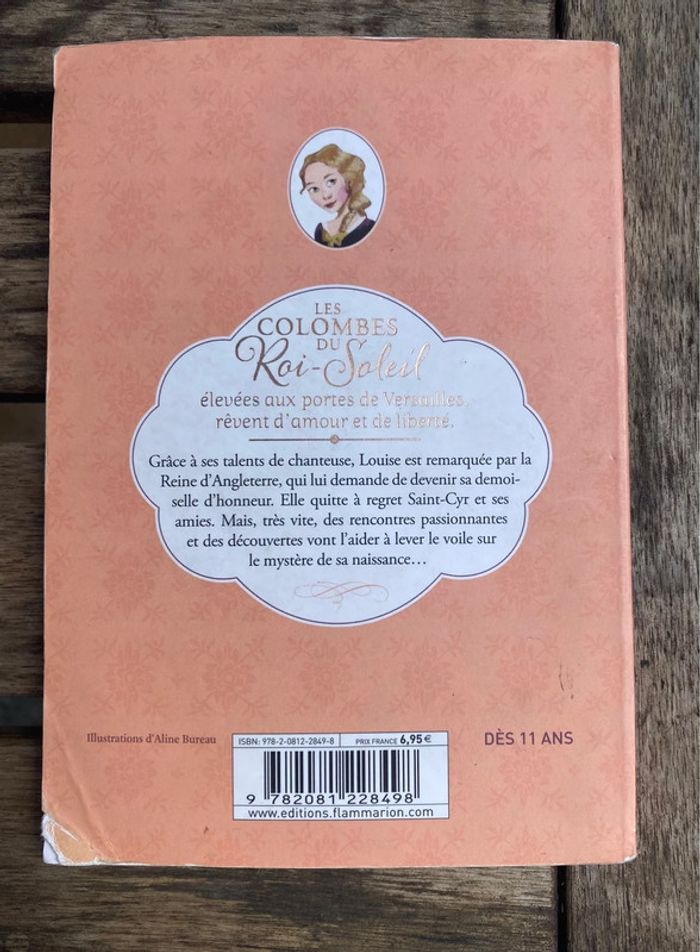 LES
COLOMBES
DU
Roi-Soleil
élevées aux portes de Versailles,
rêvent d'amour et de liberté.
Grâce à ses talents de chanteuse, Louise est remarquée par la
Reine d'Angleterre, qui lui demande de devenir sa demoi-
selle d'honneur. Elle quitte à regret Saint-Cyr et ses
amies. Mais, très vite, des rencontres passionnantes
et des découvertes vont l'aider à lever le voile sur
le mystère de sa naissance…
Illustrations d'Aline Bureau
ISBN: 978-2-0812-2849-8
PRIX FRANCE 6,95 €
DÈS 11 ANS
9 782081 228498
www.editions.flammarion.com